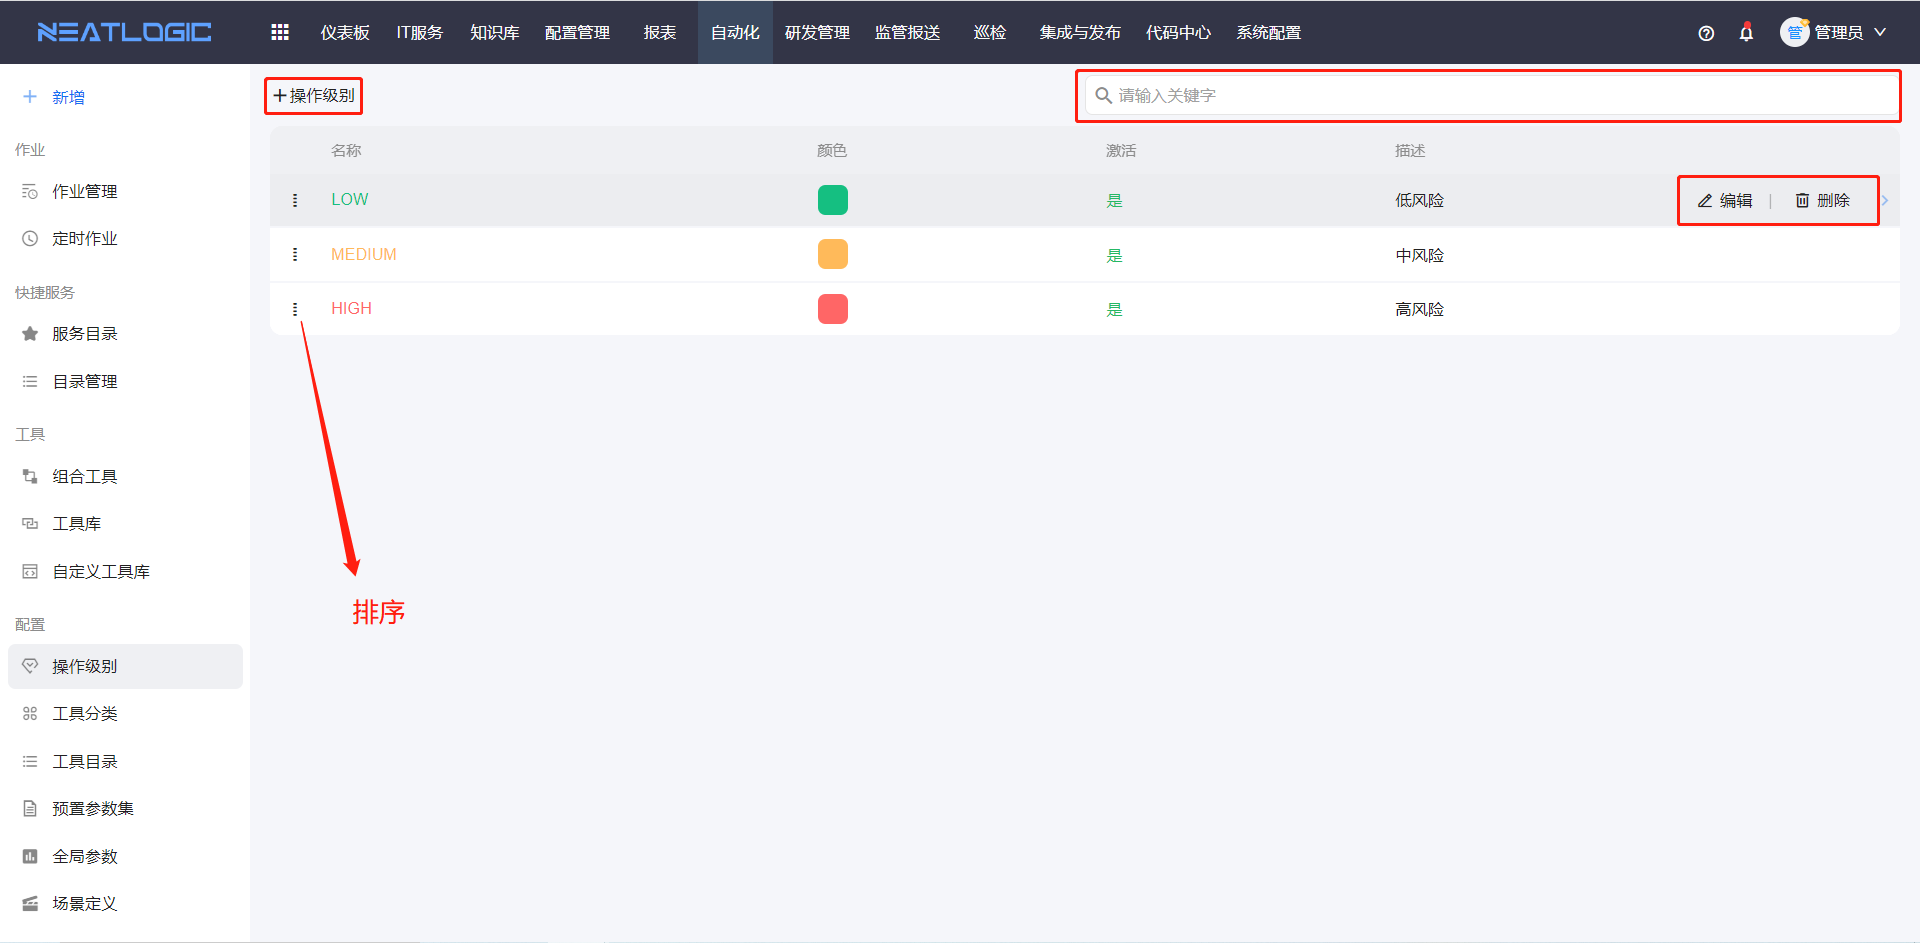 NEATLOGIC
仪表板 IT服务 知识库 配置管理 报表 自动化 研发管理 监管报送 巡检 集成与发布 代码中心 系统配置
管 管理员
新增
作业
作业管理
定时作业
快捷服务
服务目录
目录管理
工具
组合工具
工具库
自定义工具库
配置
操作级别
工具分类
工具目录
预置参数集
全局参数
场景定义
操作级别
请输入关键字
名称 颜色 激活 描述
LOW 是 低风险 编辑 | 删除
MEDIUM 是 中风险
HIGH 是 高风险
排序